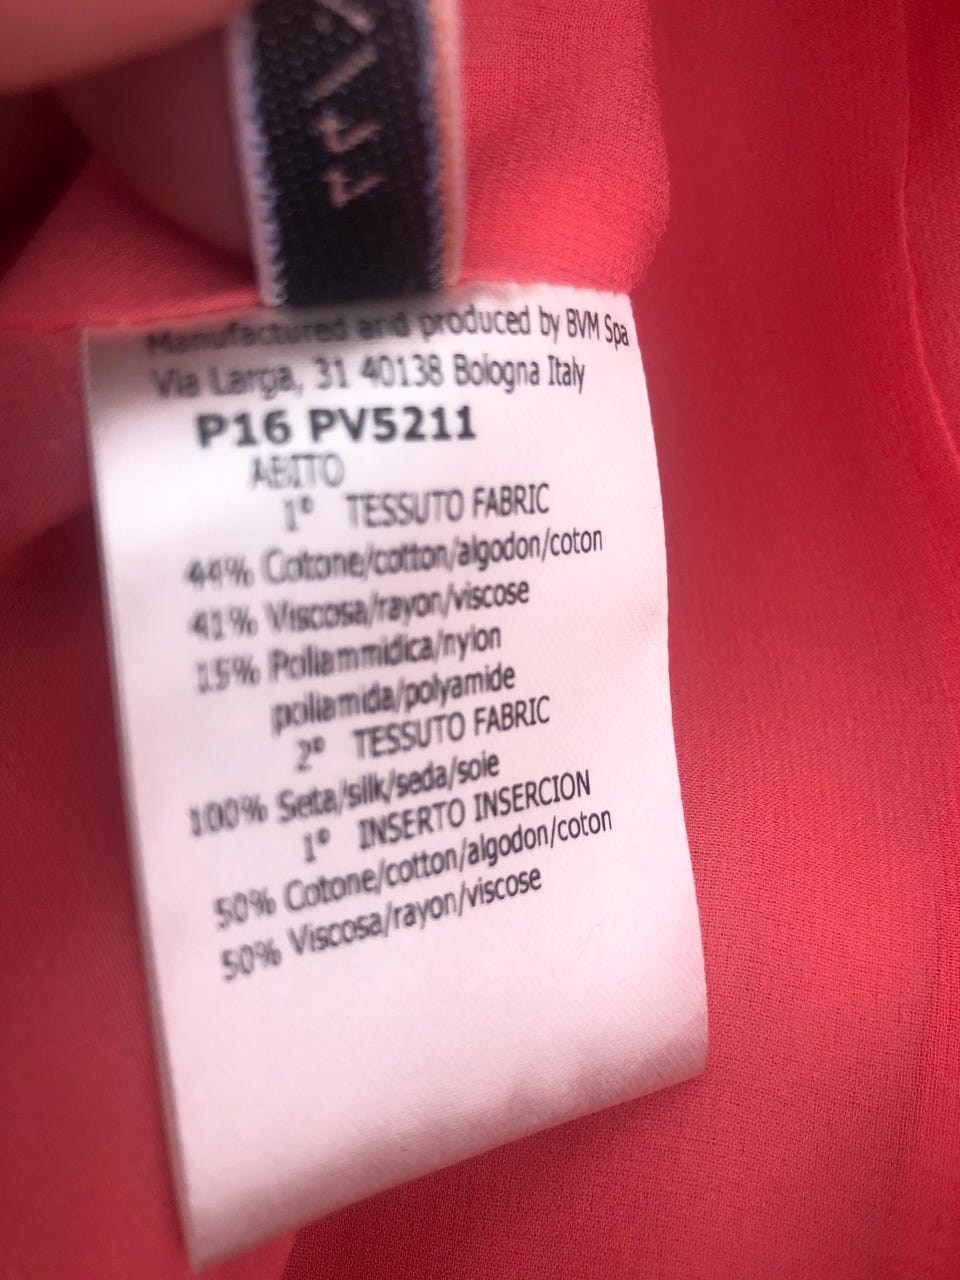 Manufactured and produced by BVM Spa
Via Larga, 31 40138 Bologna Italy
P16 PV5211
ABITO
1° TESSUTO FABRIC
44% Cotone/cotton/algodon/coton
41% Viscosa/rayon/viscose
15% Poliammidica/nylon
poliamida/polyamide
2° TESSUTO FABRIC
100% Seta/silk/seda/soie
1° INSERTO INSERCION
50% Cotone/cotton/algodon/coton
50% Viscosa/rayon/viscose